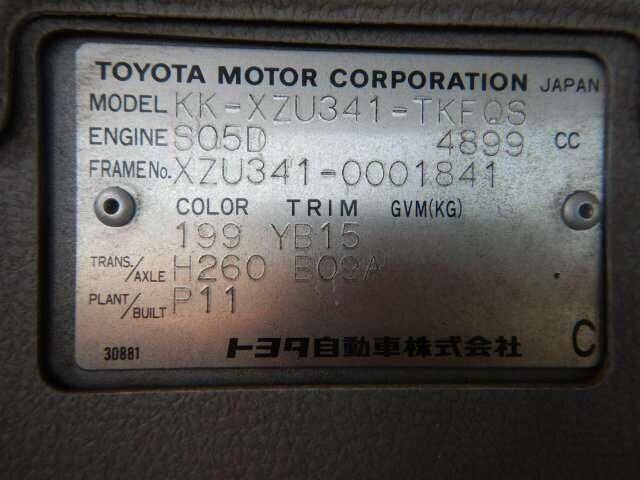 TOYOTA MOTOR CORPORATION JAPAN
MODEL KK-XZU341-TKFQS
ENGINE S05D 4899 CC
FRAME No. XZU341-0001841
COLOR TRIM GVM(KG)
199 YB15
TRANS./AXLE H260 B09A
PLANT/BUILT P11
30881 トヨタ自動車株式会社 C